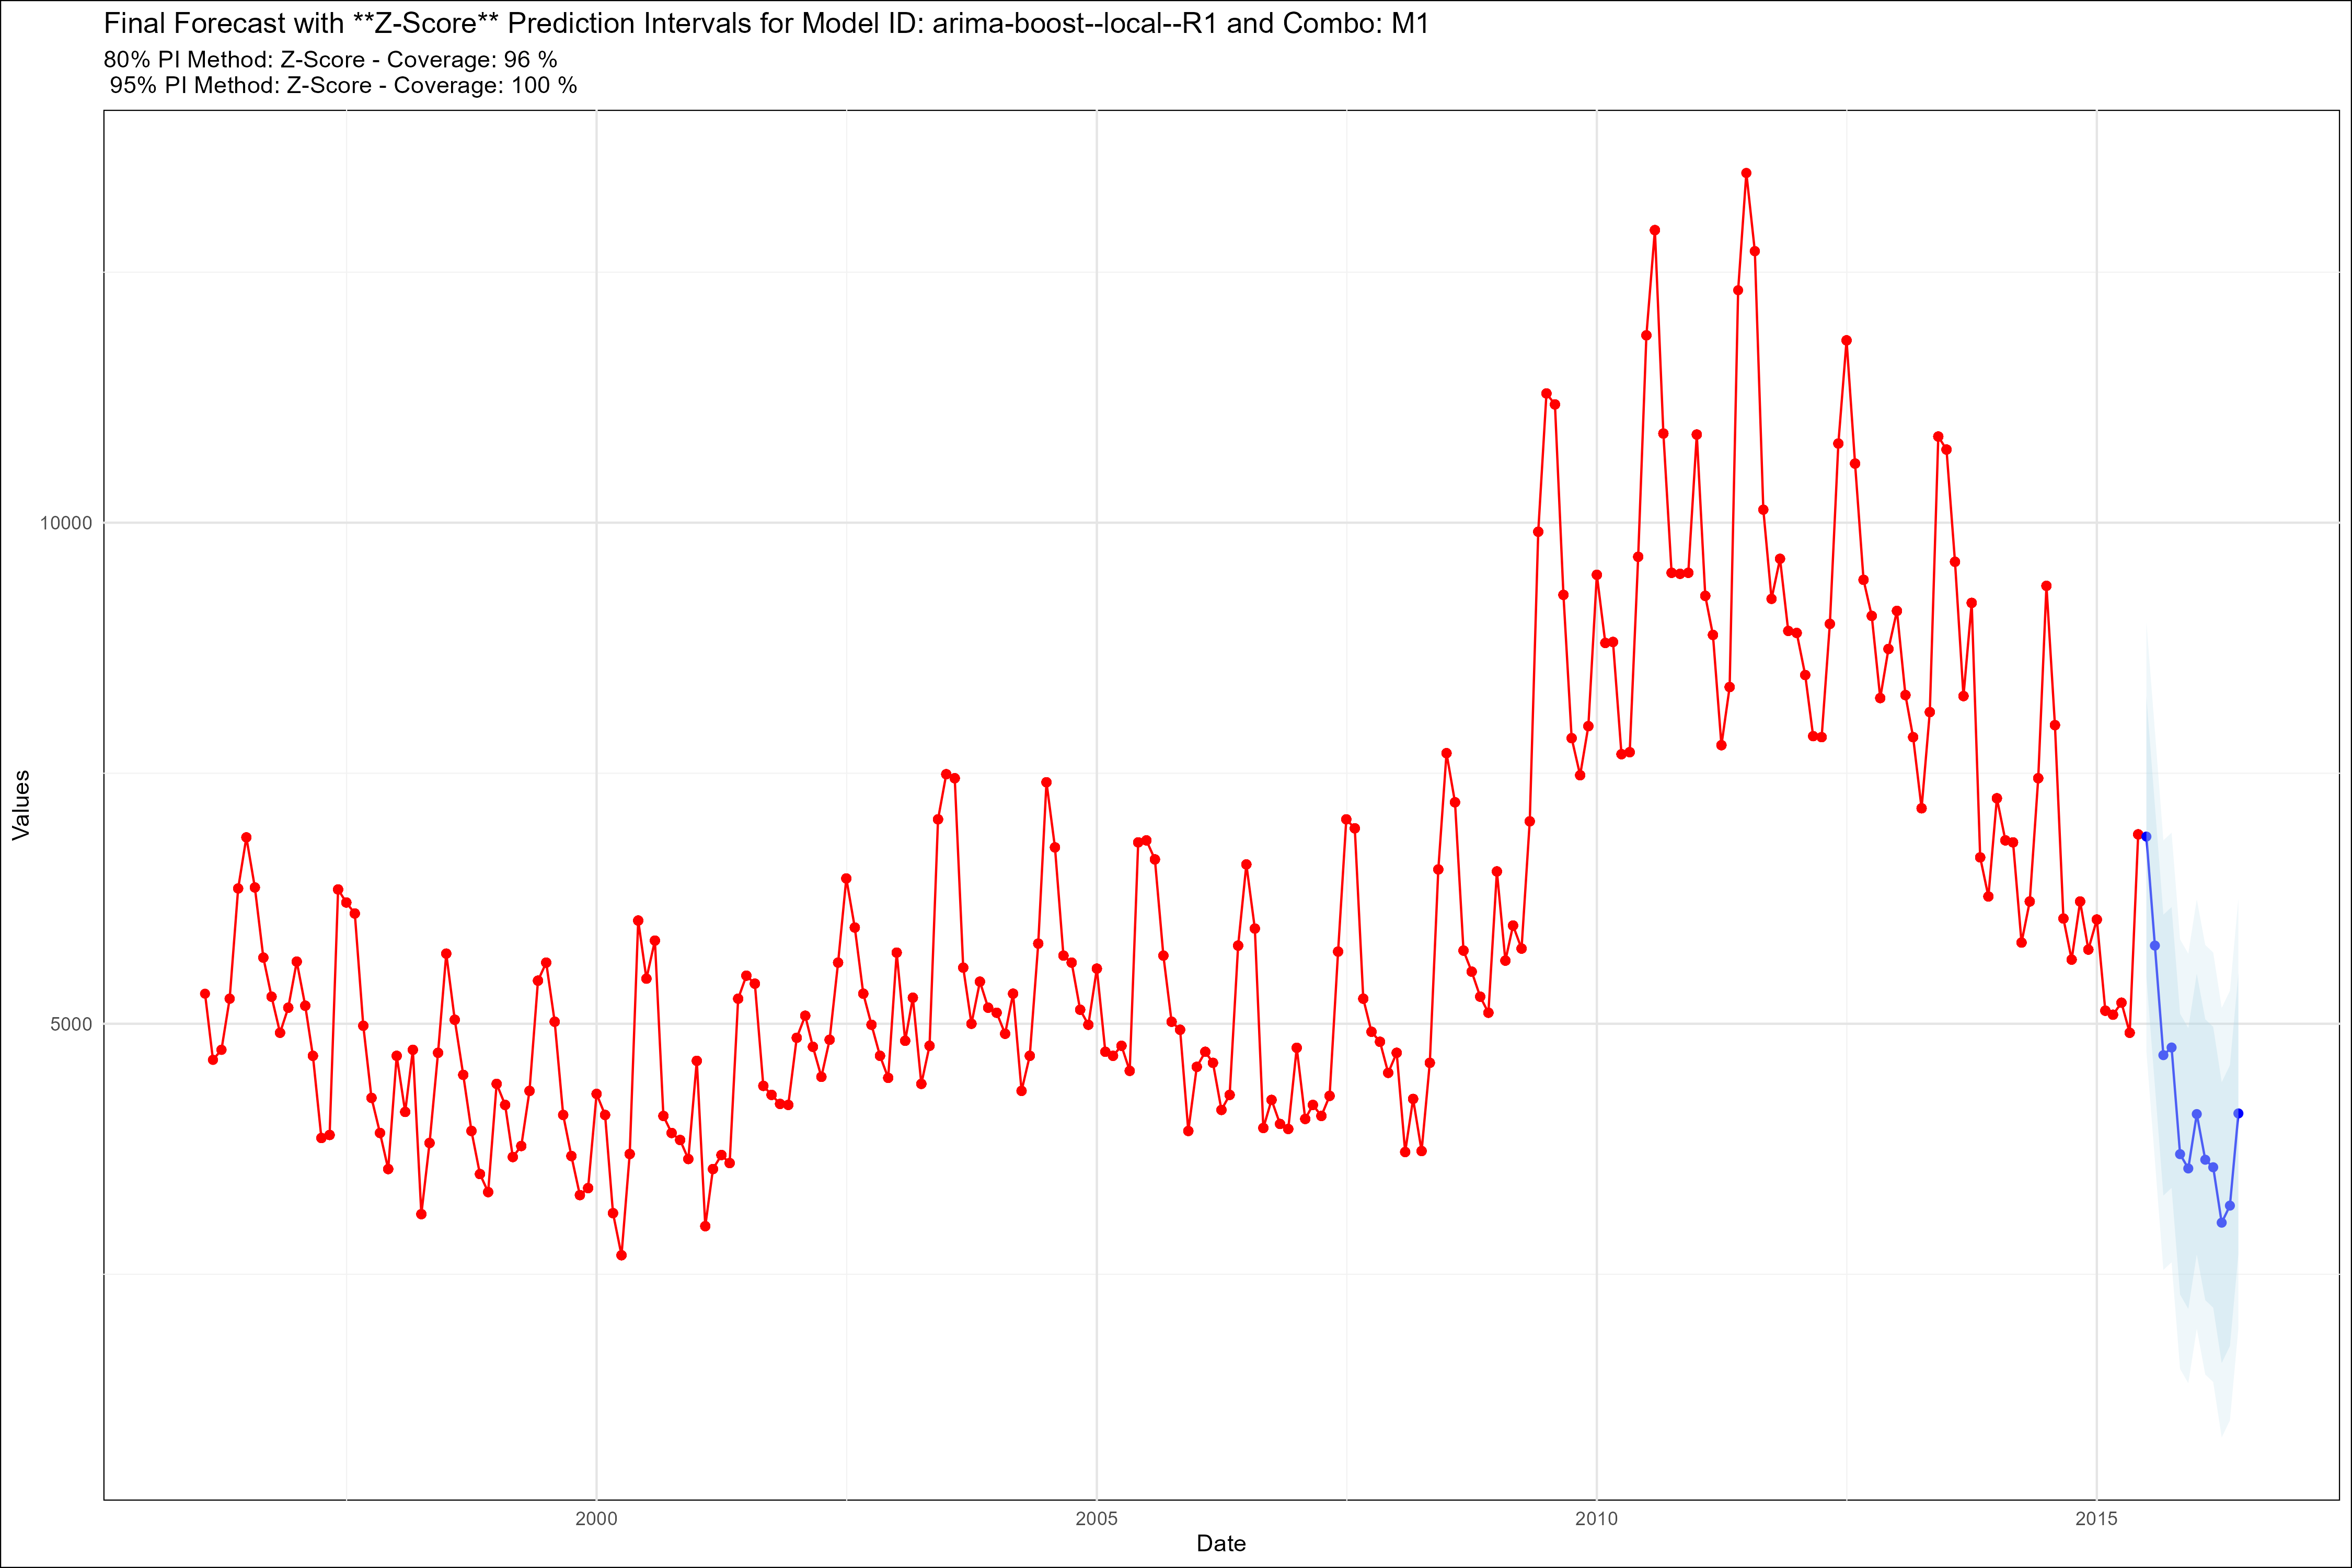 Final Forecast with **Z-Score** Prediction Intervals for Model ID: arima-boost--local--R1 and Combo: M1
80% PI Method: Z-Score - Coverage: 96 %
95% PI Method: Z-Score - Coverage: 100 %
10000
5000
Values
2000
2005
2010
2015
Date